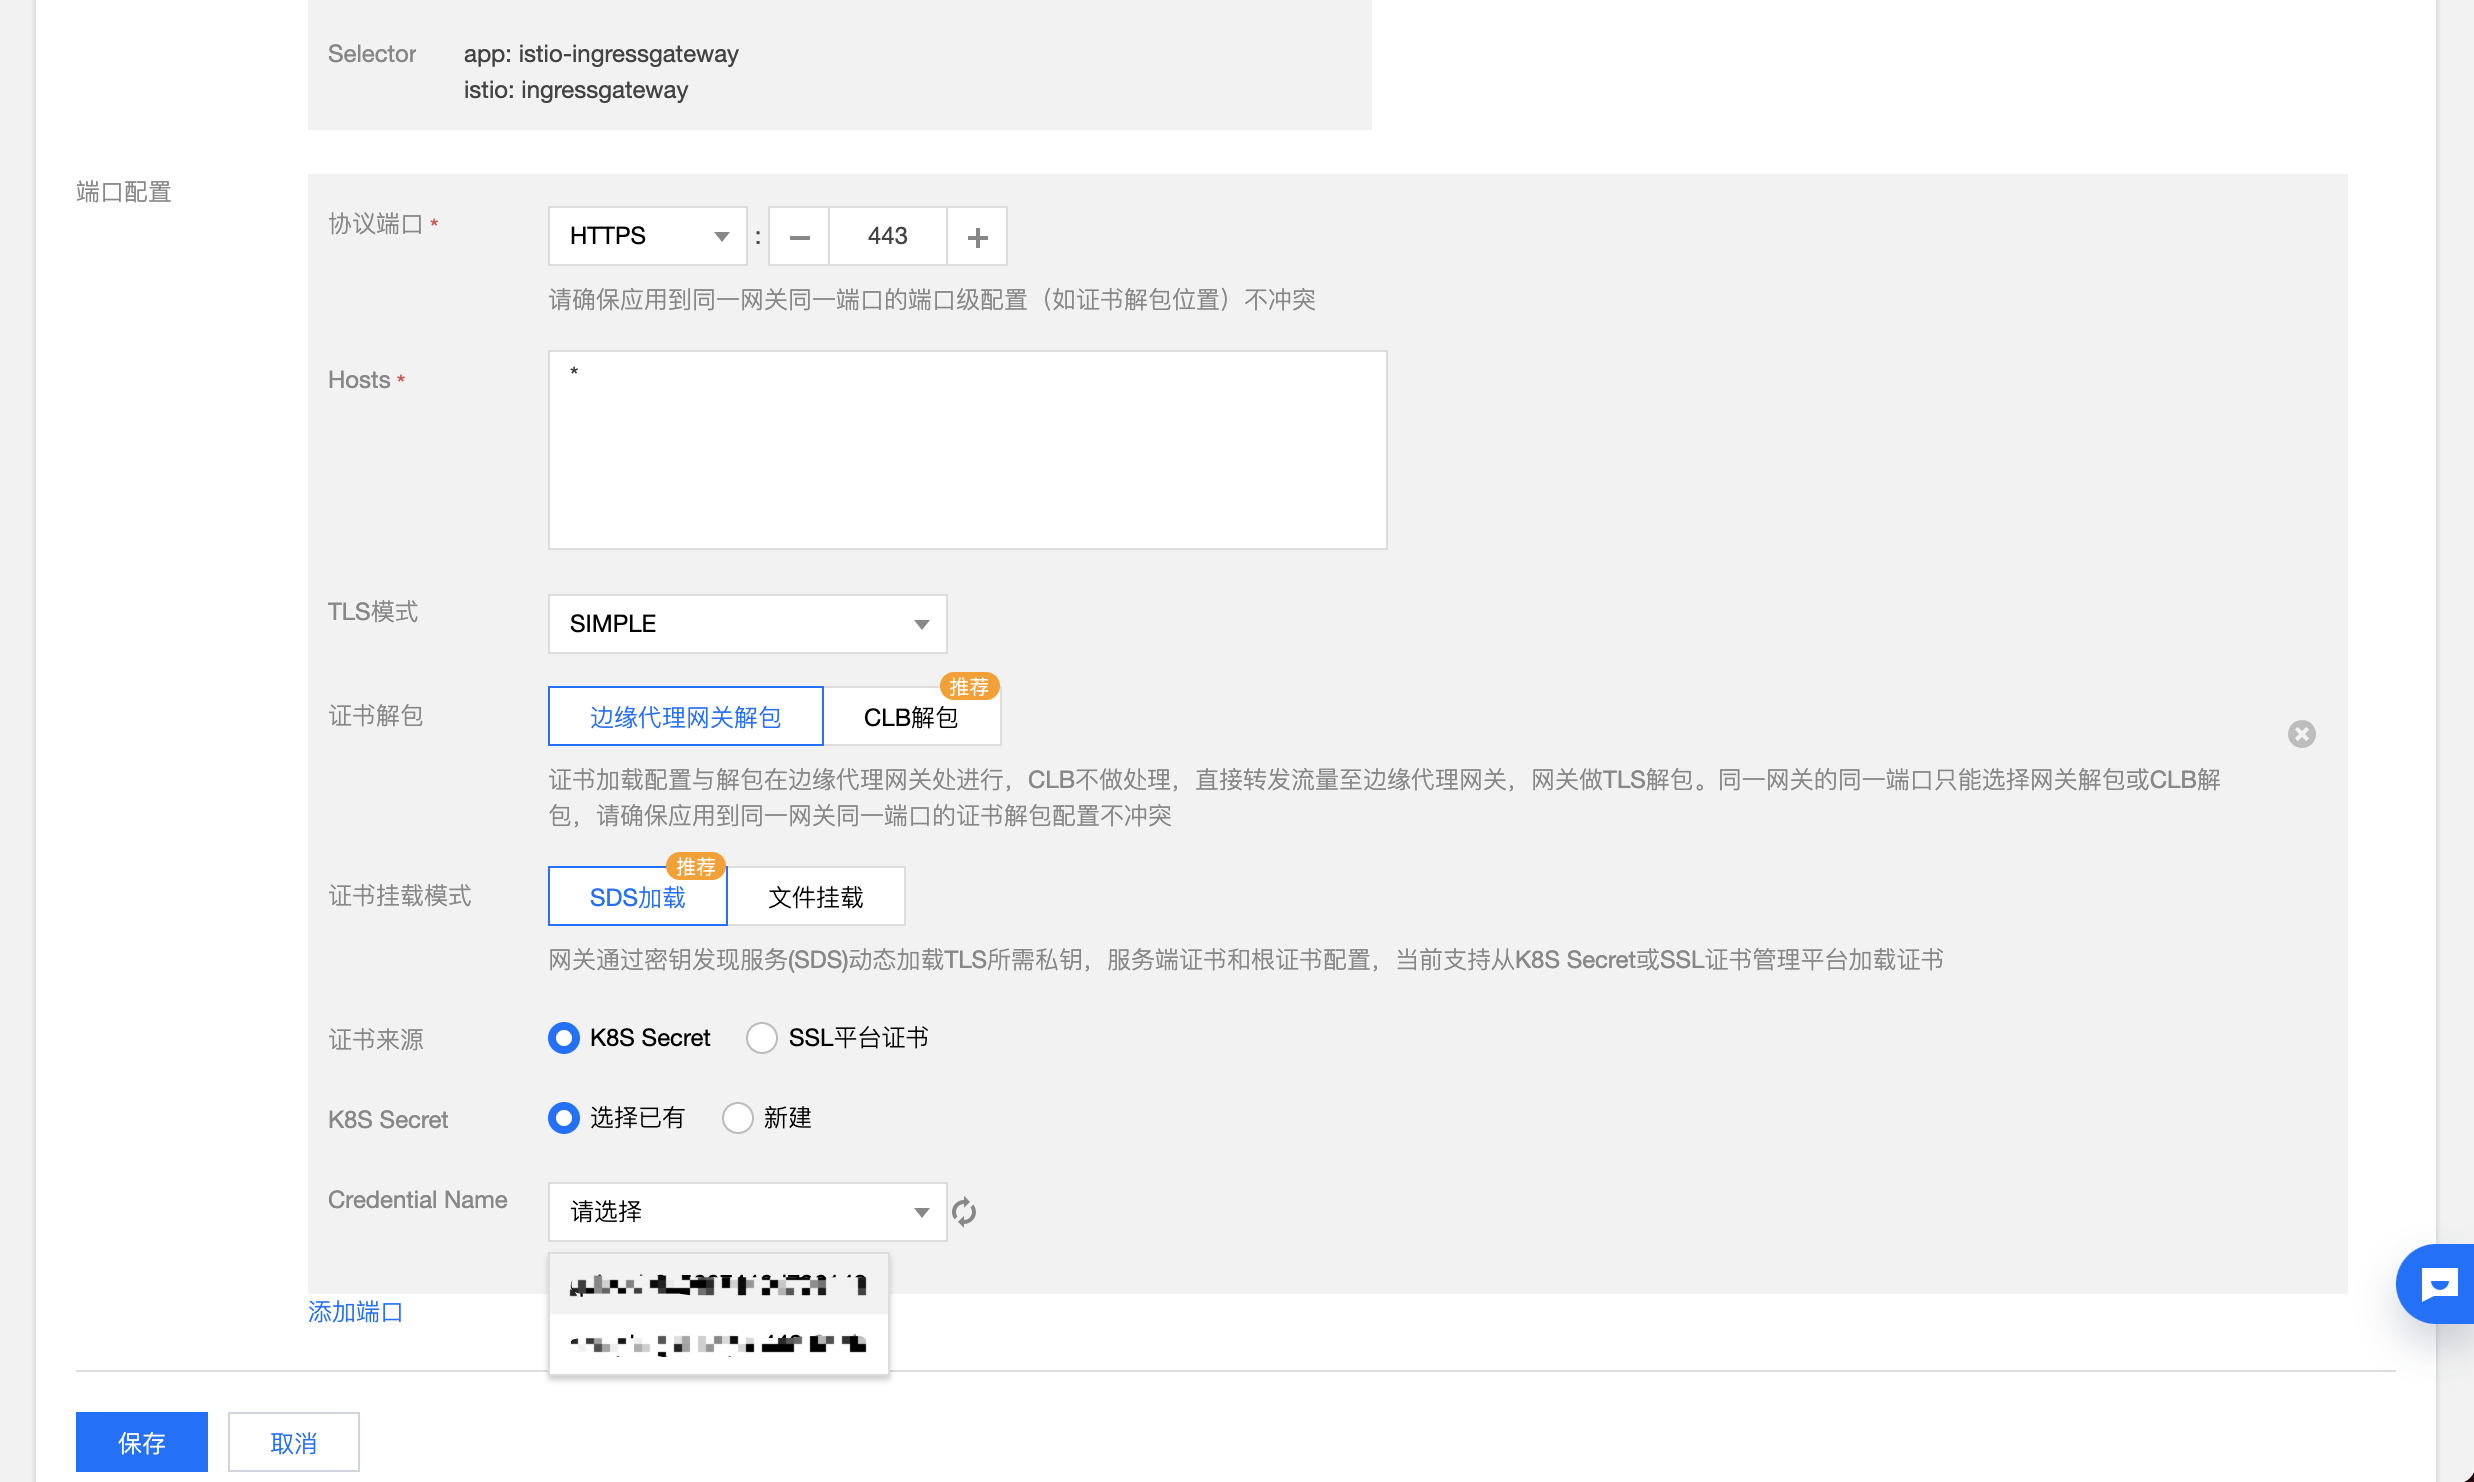 Selector app: istio-ingressgateway
istio: ingressgateway
端口配置
协议端口 * HTTPS : 443
请确保应用到同一网关同一端口的端口级配置（如证书解包位置）不冲突
Hosts * *
TLS模式 SIMPLE
证书解包 边缘代理网关解包 CLB解包 推荐
证书加载配置与解包在边缘代理网关处进行，CLB不做处理，直接转发流量至边缘代理网关，网关做TLS解包。同一网关的同一端口只能选择网关解包或CLB解
包，请确保应用到同一网关同一端口的证书解包配置不冲突
证书挂载模式 SDS加载 推荐 文件挂载
网关通过密钥发现服务(SDS)动态加载TLS所需私钥，服务端证书和根证书配置，当前支持从K8S Secret或SSL证书管理平台加载证书
证书来源 K8S Secret SSL平台证书
K8S Secret 选择已有 新建
Credential Name 请选择
添加端口
保存 取消